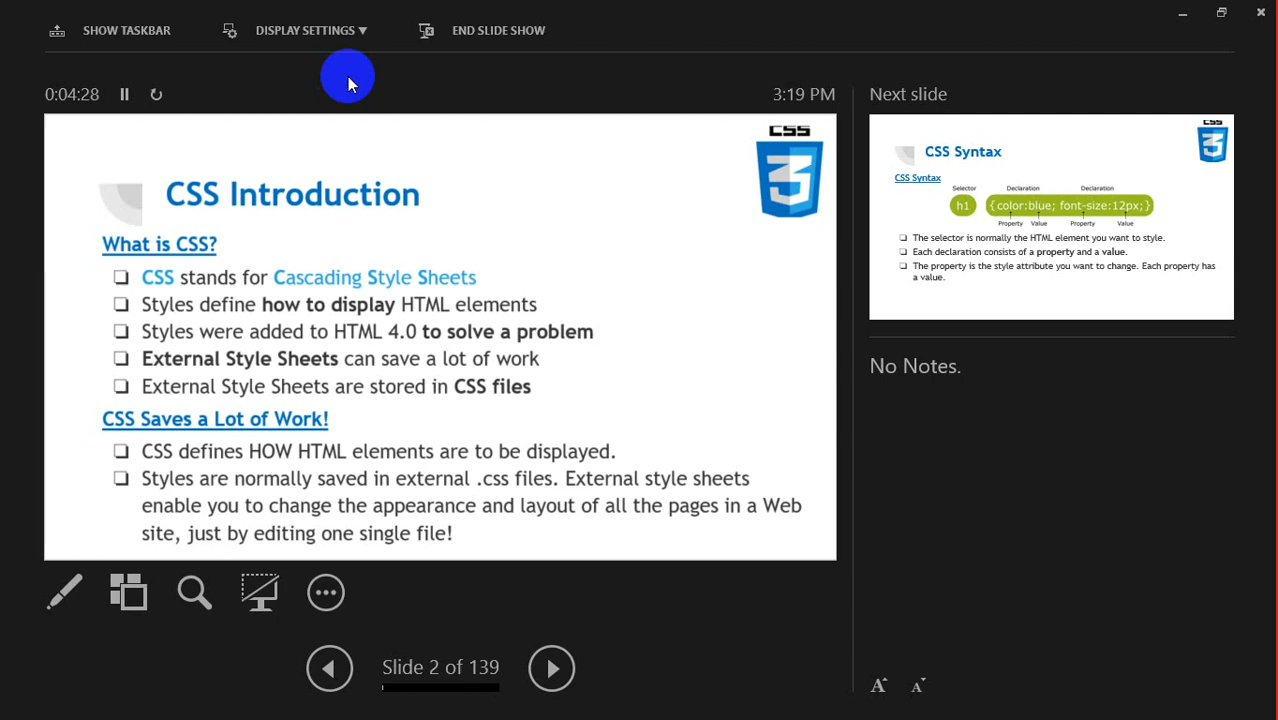 SHOW TASKBAR
DISPLAY SETTINGS ▼
END SLIDE SHOW
0:04:28
3:19 PM
CSS
3
CSS Introduction
What is CSS?
❑ CSS stands for Cascading Style Sheets
❑ Styles define how to display HTML elements
❑ Styles were added to HTML 4.0 to solve a problem
❑ External Style Sheets can save a lot of work
❑ External Style Sheets are stored in CSS files
CSS Saves a Lot of Work!
❑ CSS defines HOW HTML elements are to be displayed.
❑ Styles are normally saved in external .css files. External style sheets
enable you to change the appearance and layout of all the pages in a Web
site, just by editing one single file!
Slide 2 of 139
Next slide
CSS
3
CSS Syntax
CSS Syntax
Selector Declaration Declaration
h1 {color:blue; font-size:12px;}
Property Value Property Value
❑ The selector is normally the HTML element you want to style.
❑ Each declaration consists of a property and a value.
❑ The property is the style attribute you want to change. Each property has
a value.
No Notes.
A A